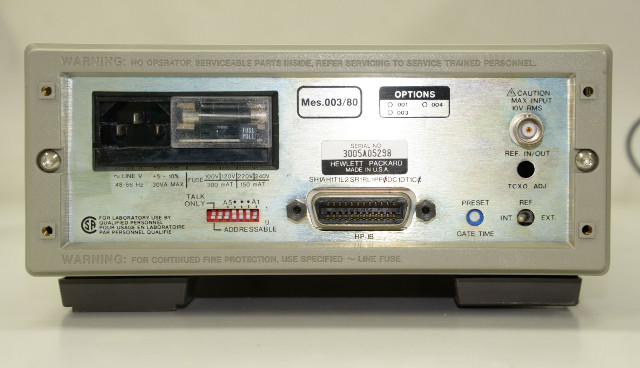 WARNING: NO OPERATOR, SERVICEABLE PARTS INSIDE, REFER SERVICING TO SERVICE TRAINED PERSONNEL.
Mes.003/80
OPTIONS
001 004
003
CAUTION
MAX INPUT
10V RMS
FUSE
PULL
SERIAL NO
3005A05298
HEWLETT PACKARD
MADE IN U.S.A.
REF. IN/OUT
~ LINE V +5 - 10%
48-66 Hz 30VA MAX
FUSE 100V 120V 220V 240V
300 mAT 150 mAT
TCXO ADJ
SH1AH1T1L2SR1RL1PPØDC1DT1CØ
TALK
ONLY
A5 A1
1
ADDRESSABLE
FOR LABORATORY USE BY
QUALIFIED PERSONNEL
POUR USAGE EN LABORATOIRE
PAR PERSONNEL QUALIFIE
HP-IB
PRESET
GATE TIME
REF
INT EXT.
WARNING: FOR CONTINUED FIRE PROTECTION, USE SPECIFIED ~ LINE FUSE.